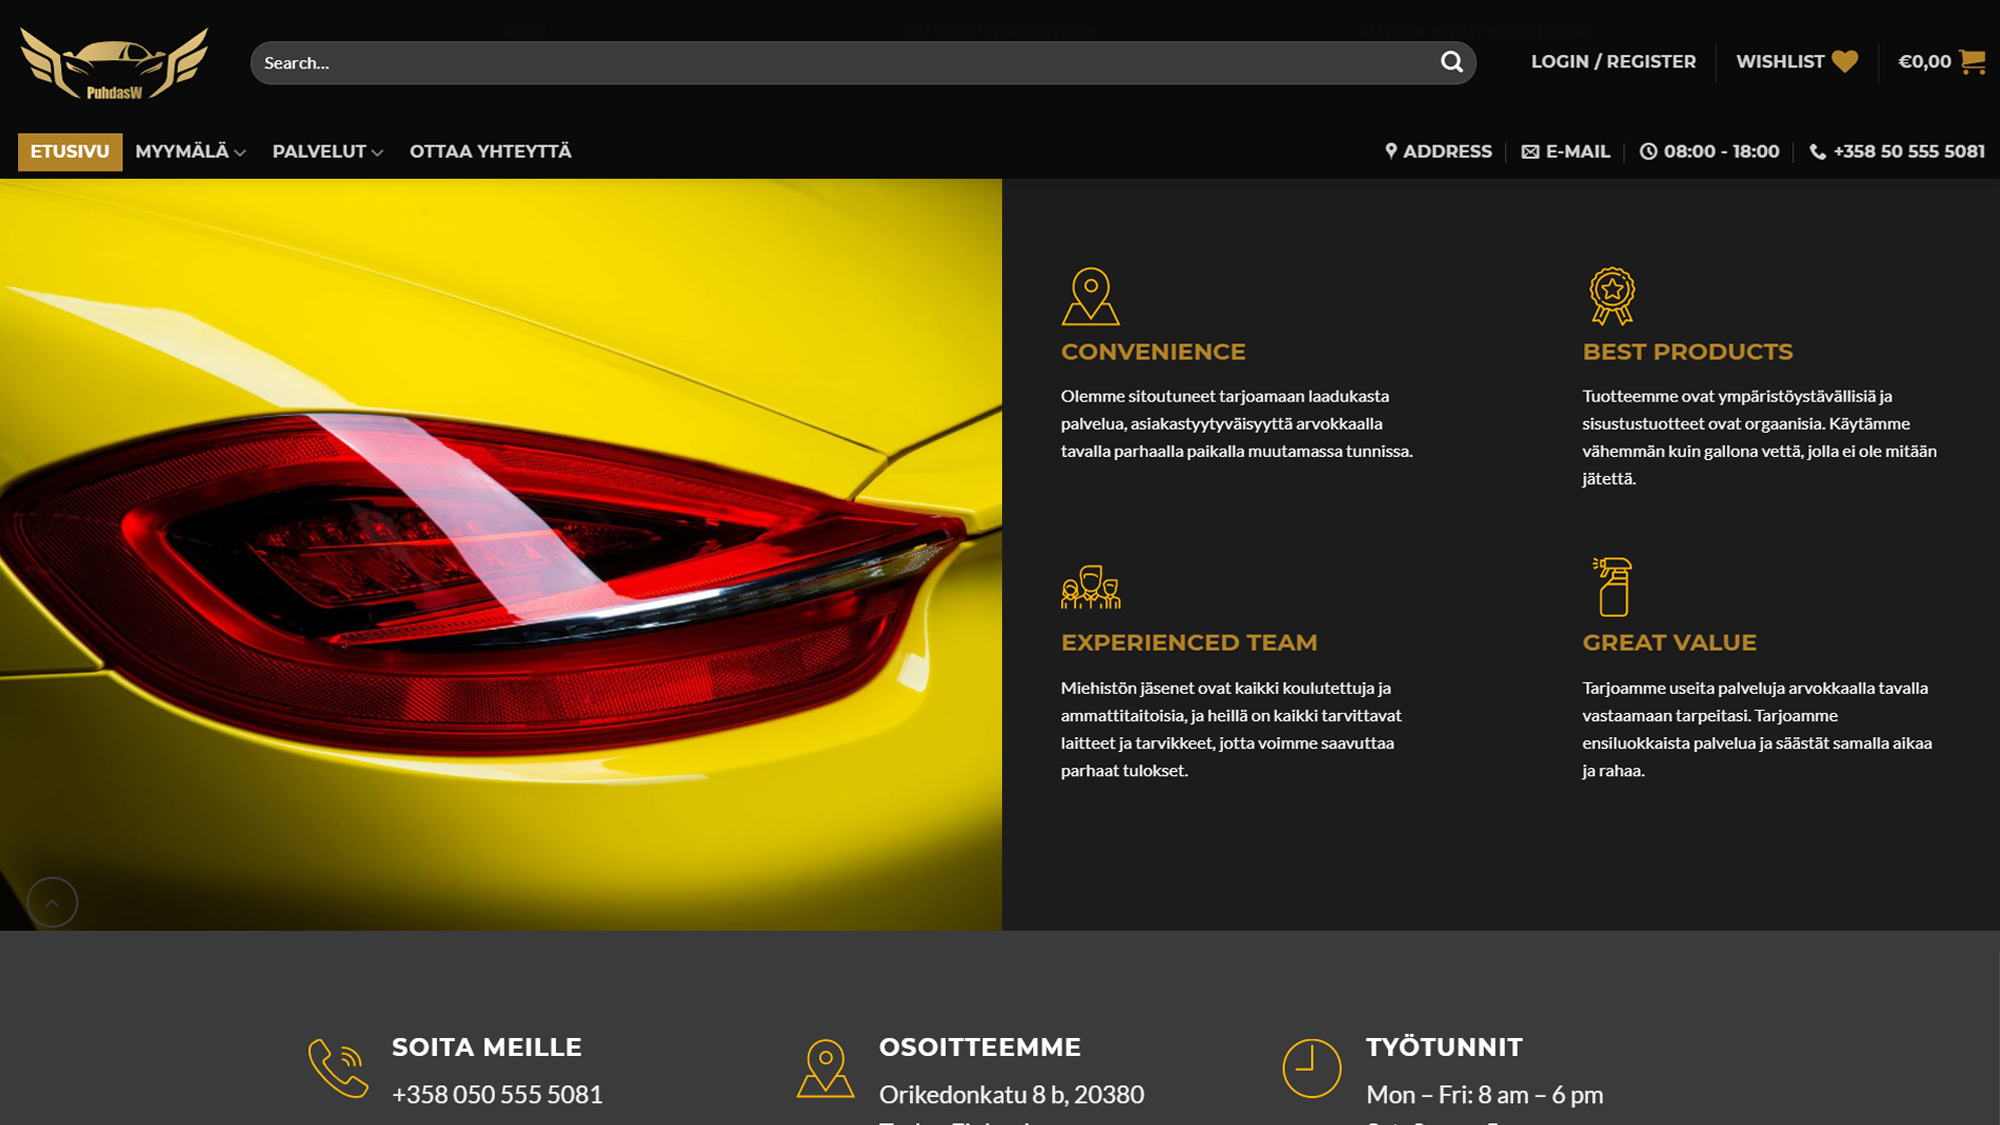 PuhdasW
Search...
LOGIN / REGISTER
WISHLIST
€0,00
ETUSIVU
MYYMÄLÄ
PALVELUT
OTTAA YHTEYTTÄ
ADDRESS
E-MAIL
08:00 - 18:00
+358 50 555 5081
CONVENIENCE
Olemme sitoutuneet tarjoamaan laadukasta
palvelua, asiakastyytyväisyyttä arvokkaalla
tavalla parhaalla paikalla muutamassa tunnissa.
BEST PRODUCTS
Tuotteemme ovat ympäristöystävällisiä ja
sisustustuotteet ovat orgaanisia. Käytämme
vähemmän kuin gallona vettä, jolla ei ole mitään
jätettä.
EXPERIENCED TEAM
Miehistön jäsenet ovat kaikki koulutettuja ja
ammattitaitoisia, ja heillä on kaikki tarvittavat
laitteet ja tarvikkeet, jotta voimme saavuttaa
parhaat tulokset.
GREAT VALUE
Tarjoamme useita palveluja arvokkaalla tavalla
vastaamaan tarpeitasi. Tarjoamme
ensiluokkaista palvelua ja säästät samalla aikaa
ja rahaa.
SOITA MEILLE
+358 050 555 5081
OSOITTEEMME
Orikedonkatu 8 b, 20380
TYÖTUNNIT
Mon – Fri: 8 am – 6 pm